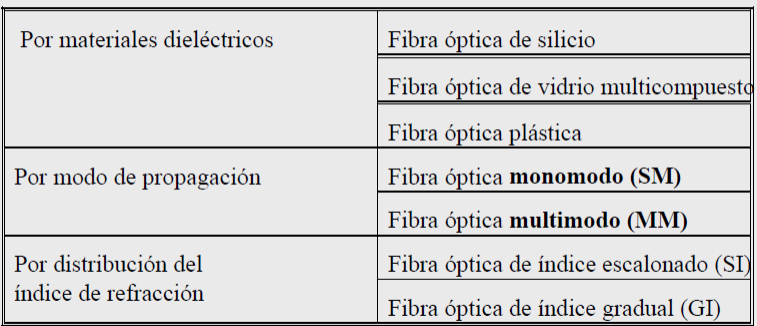 Por materiales dieléctricos
Fibra óptica de silicio
Fibra óptica de vidrio multicompuesto
Fibra óptica plástica
Por modo de propagación
Fibra óptica monomodo (SM)
Fibra óptica multimodo (MM)
Por distribución del
índice de refracción
Fibra óptica de índice escalonado (SI)
Fibra óptica de índice gradual (GI)